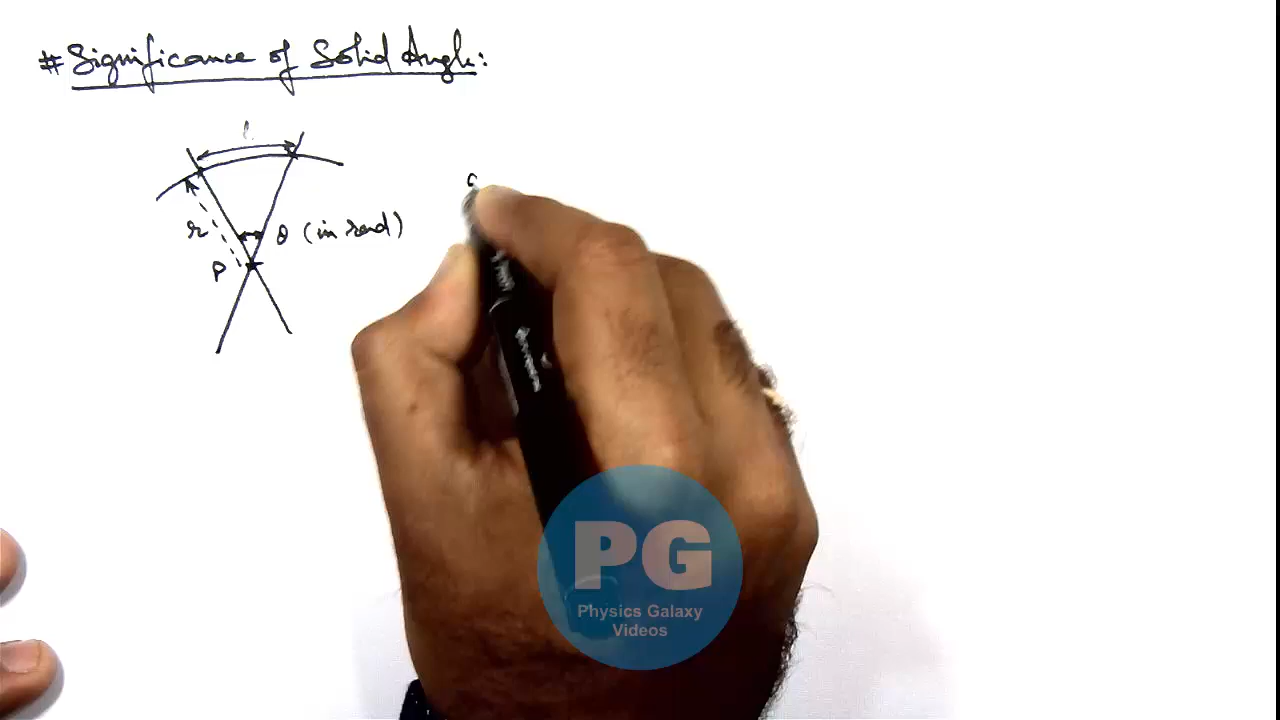 # Significance of Solid Angle:
l
r
θ (in rad)
P
PG
Physics Galaxy
Videos